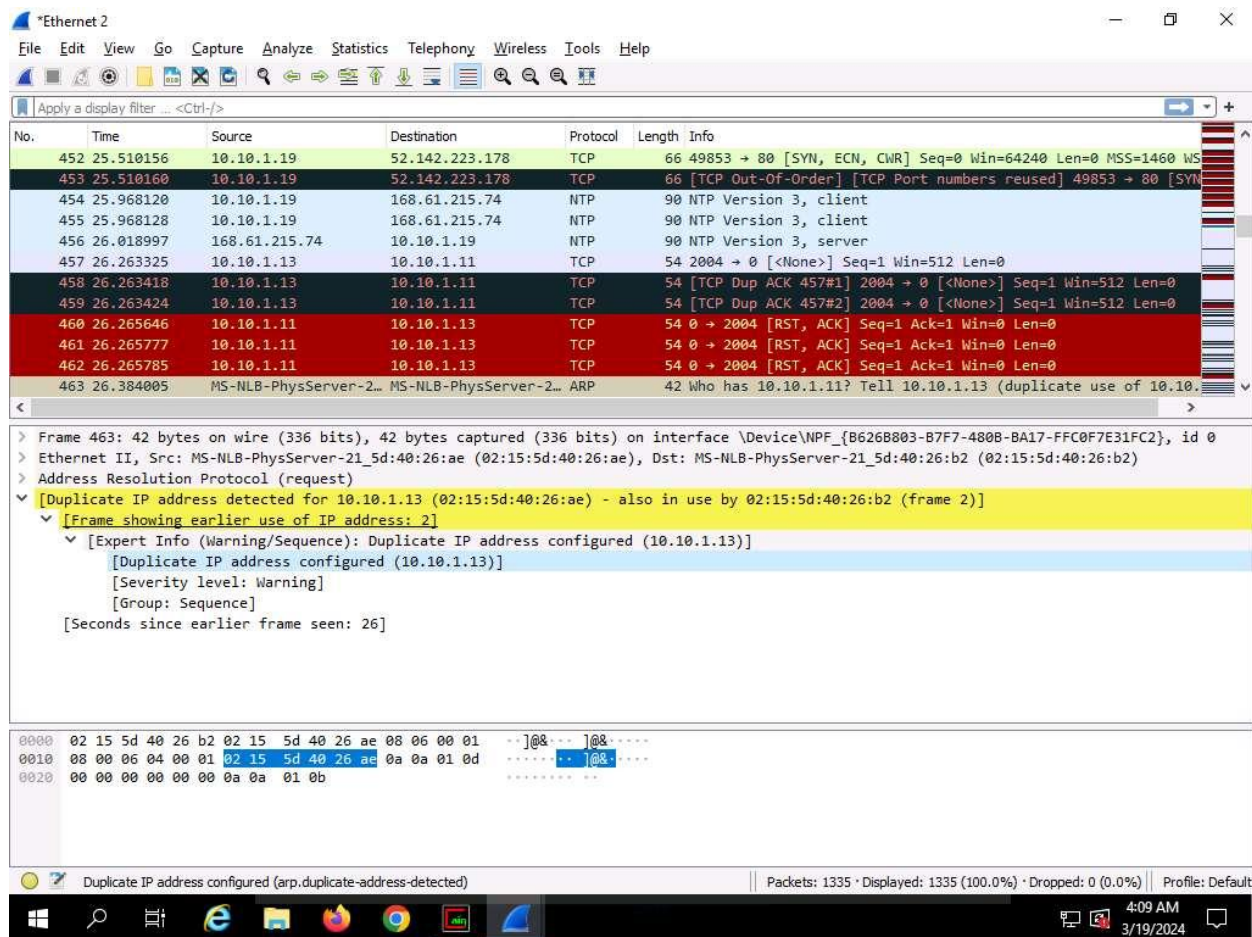 *Ethernet 2
File Edit View Go Capture Analyze Statistics Telephony Wireless Tools Help
Apply a display filter ... <Ctrl-/>
No. Time Source Destination Protocol Length Info
452 25.510156 10.10.1.19 52.142.223.178 TCP 66 49853 → 80 [SYN, ECN, CWR] Seq=0 Win=64240 Len=0 MSS=1460 WS
453 25.510160 10.10.1.19 52.142.223.178 TCP 66 [TCP Out-Of-Order] [TCP Port numbers reused] 49853 → 80 [SYN
454 25.968120 10.10.1.19 168.61.215.74 NTP 90 NTP Version 3, client
455 25.968128 10.10.1.19 168.61.215.74 NTP 90 NTP Version 3, client
456 26.018997 168.61.215.74 10.10.1.19 NTP 90 NTP Version 3, server
457 26.263325 10.10.1.13 10.10.1.11 TCP 54 2004 → 0 [<None>] Seq=1 Win=512 Len=0
458 26.263418 10.10.1.13 10.10.1.11 TCP 54 [TCP Dup ACK 457#1] 2004 → 0 [<None>] Seq=1 Win=512 Len=0
459 26.263424 10.10.1.13 10.10.1.11 TCP 54 [TCP Dup ACK 457#2] 2004 → 0 [<None>] Seq=1 Win=512 Len=0
460 26.265646 10.10.1.11 10.10.1.13 TCP 54 0 → 2004 [RST, ACK] Seq=1 Ack=1 Win=0 Len=0
461 26.265777 10.10.1.11 10.10.1.13 TCP 54 0 → 2004 [RST, ACK] Seq=1 Ack=1 Win=0 Len=0
462 26.265785 10.10.1.11 10.10.1.13 TCP 54 0 → 2004 [RST, ACK] Seq=1 Ack=1 Win=0 Len=0
463 26.384005 MS-NLB-PhysServer-2… MS-NLB-PhysServer-2… ARP 42 Who has 10.10.1.11? Tell 10.10.1.13 (duplicate use of 10.10.
Frame 463: 42 bytes on wire (336 bits), 42 bytes captured (336 bits) on interface \Device\NPF_{B626B803-B7F7-480B-BA17-FFC0F7E31FC2}, id 0
Ethernet II, Src: MS-NLB-PhysServer-21_5d:40:26:ae (02:15:5d:40:26:ae), Dst: MS-NLB-PhysServer-21_5d:40:26:b2 (02:15:5d:40:26:b2)
Address Resolution Protocol (request)
[Duplicate IP address detected for 10.10.1.13 (02:15:5d:40:26:ae) - also in use by 02:15:5d:40:26:b2 (frame 2)]
[Frame showing earlier use of IP address: 2]
[Expert Info (Warning/Sequence): Duplicate IP address configured (10.10.1.13)]
[Duplicate IP address configured (10.10.1.13)]
[Severity level: Warning]
[Group: Sequence]
[Seconds since earlier frame seen: 26]
0000 02 15 5d 40 26 b2 02 15 5d 40 26 ae 08 06 00 01 ··]@&··· ]@&·····
0010 08 00 06 04 00 01 02 15 5d 40 26 ae 0a 0a 01 0d ········ ]@&·····
0020 00 00 00 00 00 00 0a 0a 01 0b ········ ··
Duplicate IP address configured (arp.duplicate-address-detected) Packets: 1335 · Displayed: 1335 (100.0%) · Dropped: 0 (0.0%) Profile: Default
4:09 AM
3/19/2024